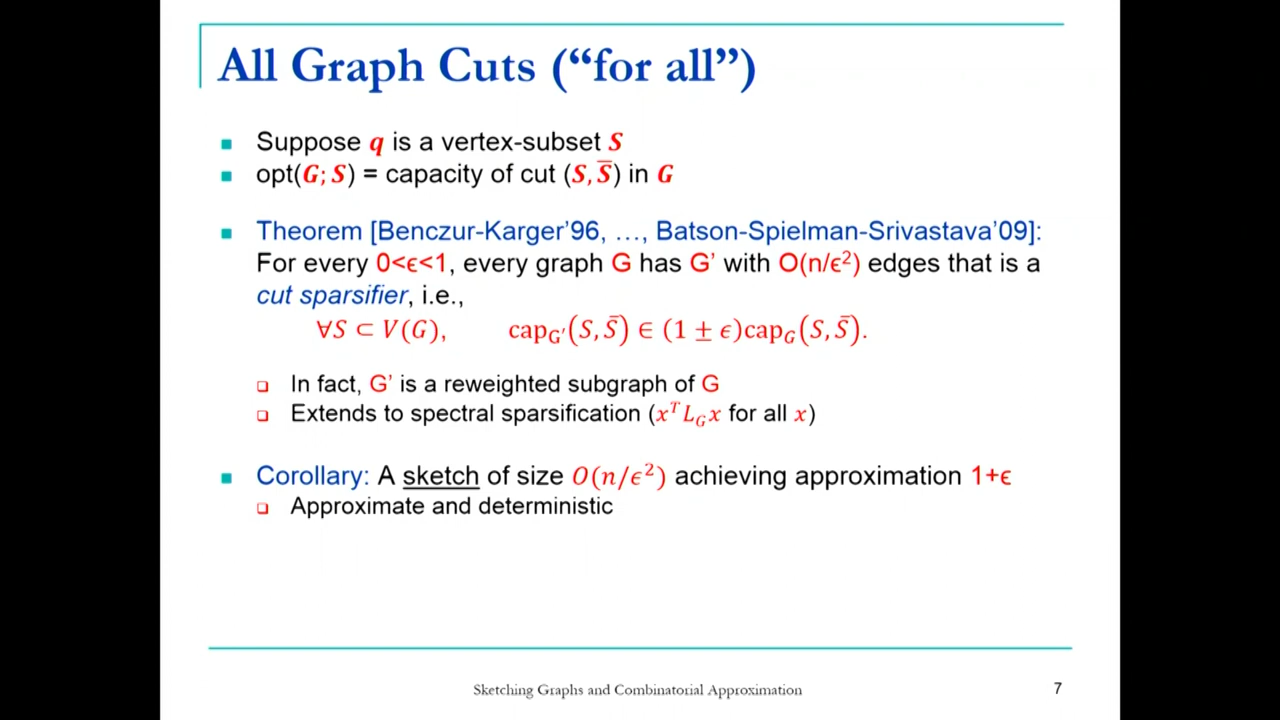 All Graph Cuts (“for all”)
Suppose q is a vertex-subset S
opt(G; S) = capacity of cut (S, S̅) in G
Theorem [Benczur-Karger’96, …, Batson-Spielman-Srivastava’09]:
For every 0<ϵ<1, every graph G has G’ with O(n/ϵ²) edges that is a
cut sparsifier, i.e.,
∀S ⊂ V(G), cap_G′(S, S̅) ∈ (1 ± ϵ)cap_G(S, S̅).
In fact, G’ is a reweighted subgraph of G
Extends to spectral sparsification (xᵀL_G x for all x)
Corollary: A sketch of size O(n/ϵ²) achieving approximation 1+ϵ
Approximate and deterministic
Sketching Graphs and Combinatorial Approximation
7